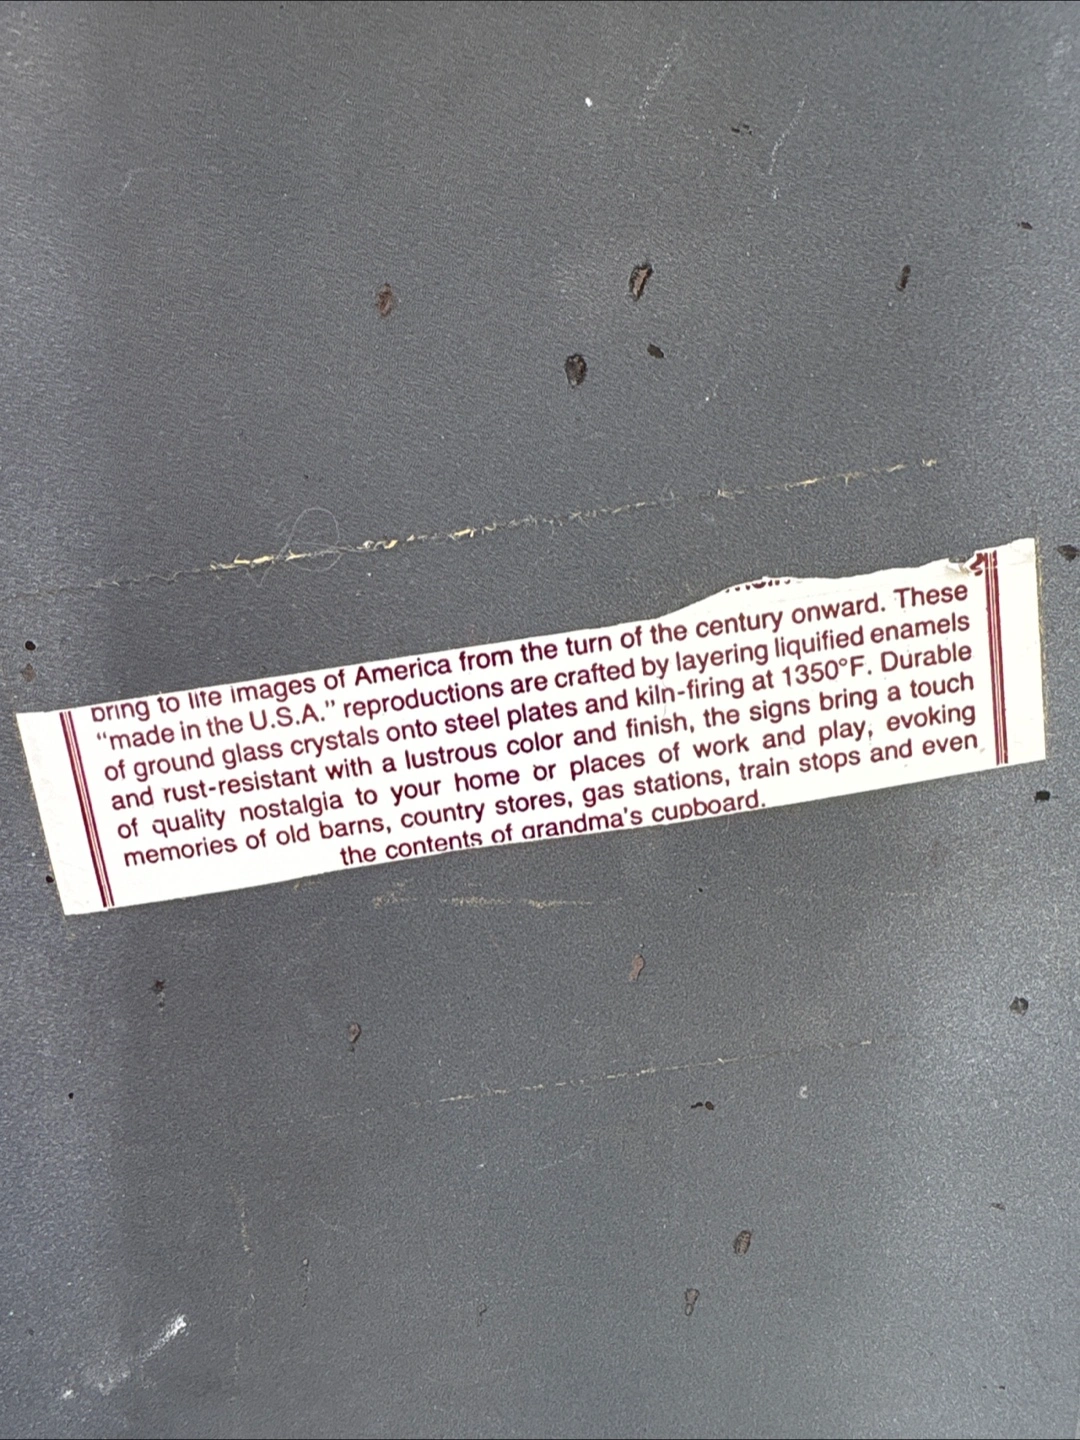 bring to life images of America from the turn of the century onward. These
“made in the U.S.A.” reproductions are crafted by layering liquified enamels
of ground glass crystals onto steel plates and kiln-firing at 1350°F. Durable
and rust-resistant with a lustrous color and finish, the signs bring a touch
of quality nostalgia to your home or places of work and play, evoking
memories of old barns, country stores, gas stations, train stops and even
the contents of grandma's cupboard.